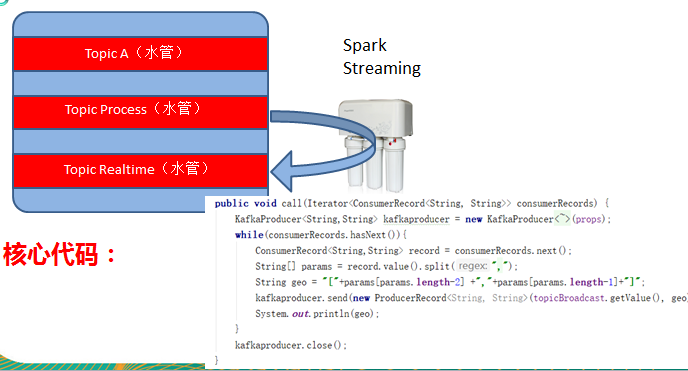 Topic A（水管）
Topic Process（水管）
Topic Realtime（水管）
Spark
Streaming
核心代码：
public void call(Iterator<ConsumerRecord<String, String>> consumerRecords) {
KafkaProducer<String,String> kafkaproducer = new KafkaProducer<~>(props);
while(consumerRecords.hasNext()){
ConsumerRecord<String,String> record = consumerRecords.next();
String[] params = record.value().split( regex: ",");
String geo = "["+params[params.length-2] +","+params[params.length-1]+"]";
kafkaproducer.send(new ProducerRecord<String, String>(topicBroadcast.getValue(), geo
System.out.println(geo);
}
kafkaproducer.close();
}